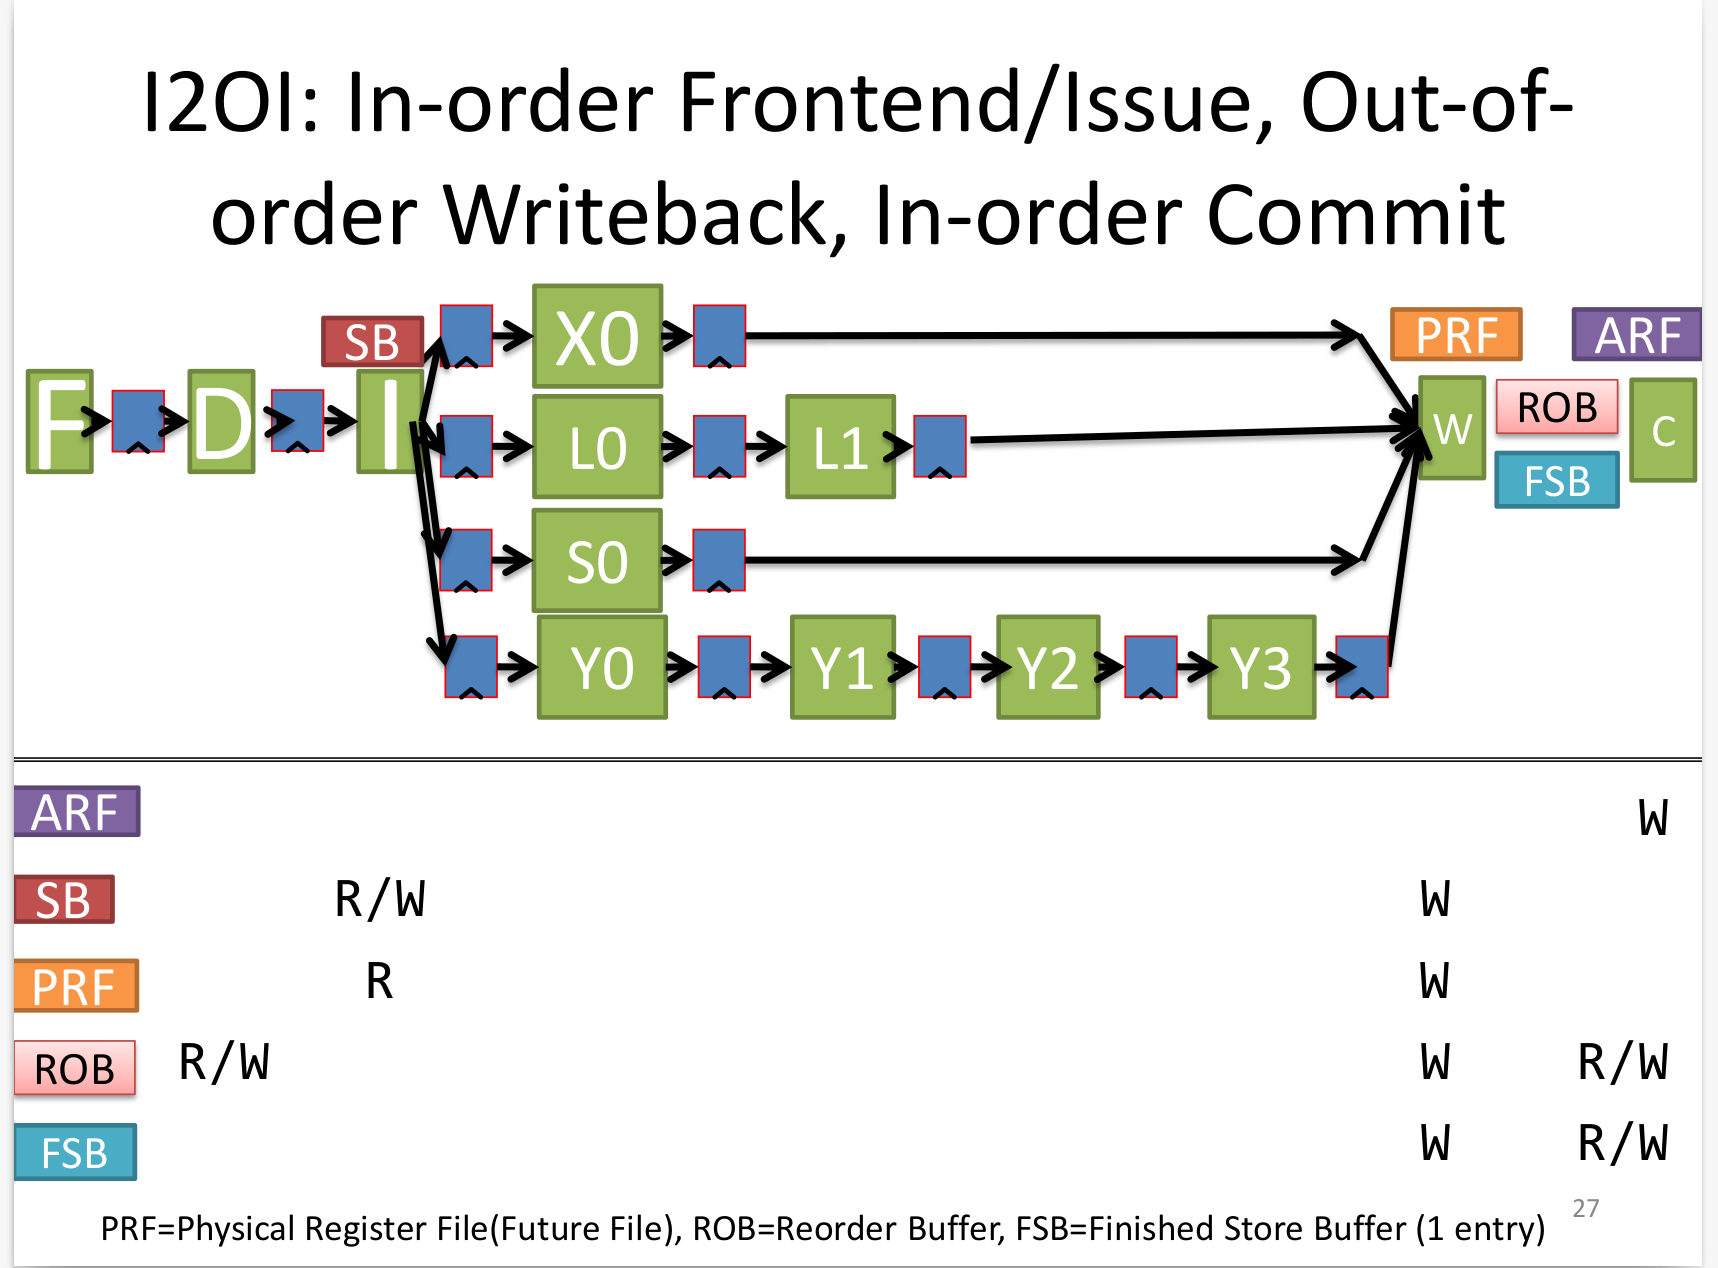 I2OI: In-order Frontend/Issue, Out-of-
order Writeback, In-order Commit
SB
X0
PRF
ARF
F
D
I
L0
L1
W
ROB
C
FSB
S0
Y0
Y1
Y2
Y3
ARF W
SB R/W W
PRF R W
ROB R/W W R/W
FSB W R/W
27
PRF=Physical Register File(Future File), ROB=Reorder Buffer, FSB=Finished Store Buffer (1 entry)